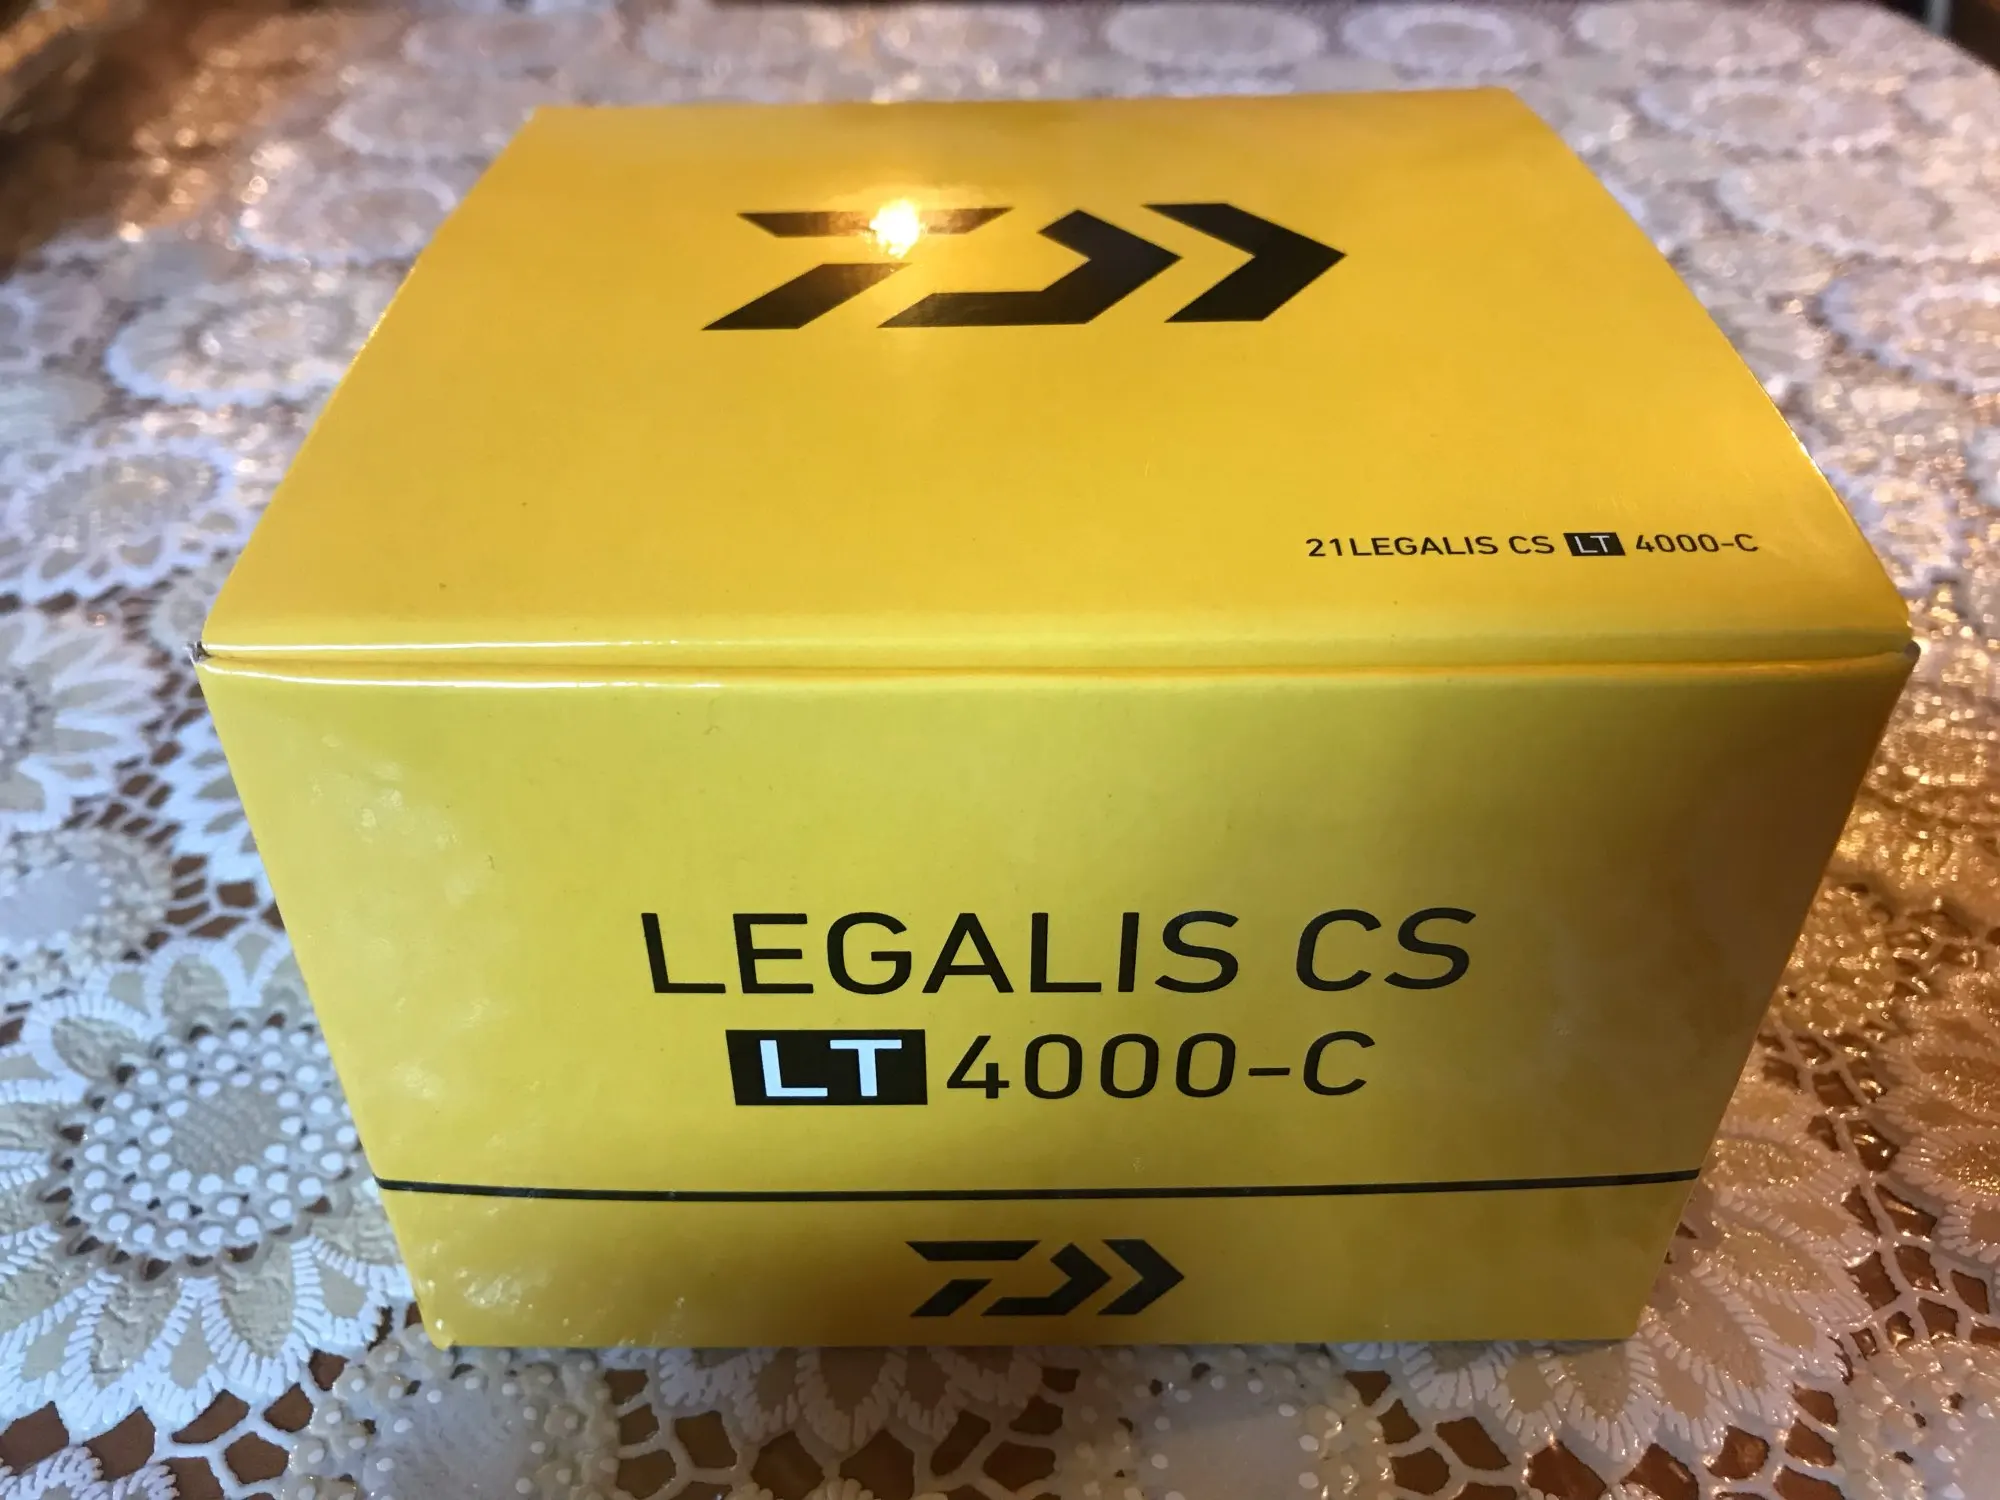 21LEGALIS CS LT 4000-C
LEGALIS CS
LT 4000-C